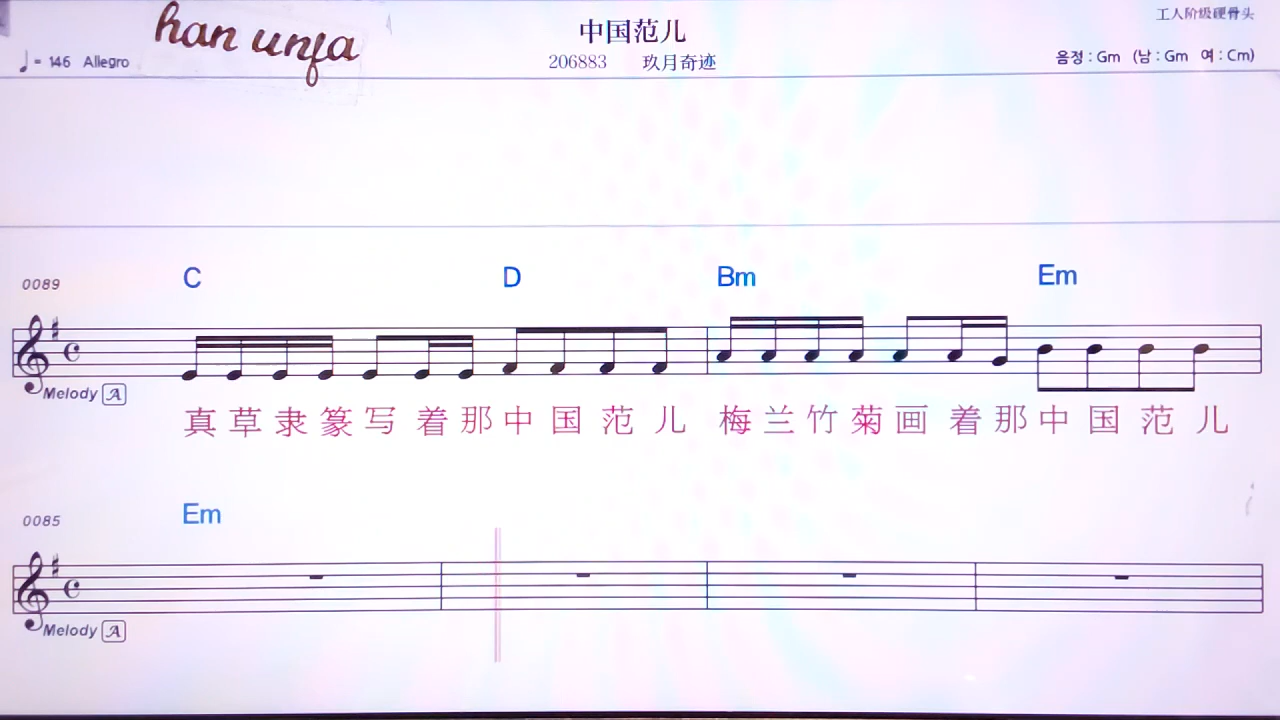 han unfa
中国范儿
工人阶级硬骨头
♩= 146 Allegro
206883 玖月奇迹
음정 : Gm (남 : Gm 여 : Cm)
0089
C D Bm Em
Melody A
真草隶篆写着那中国范儿 梅兰竹菊画着那中国范儿
0085
Em
Melody A